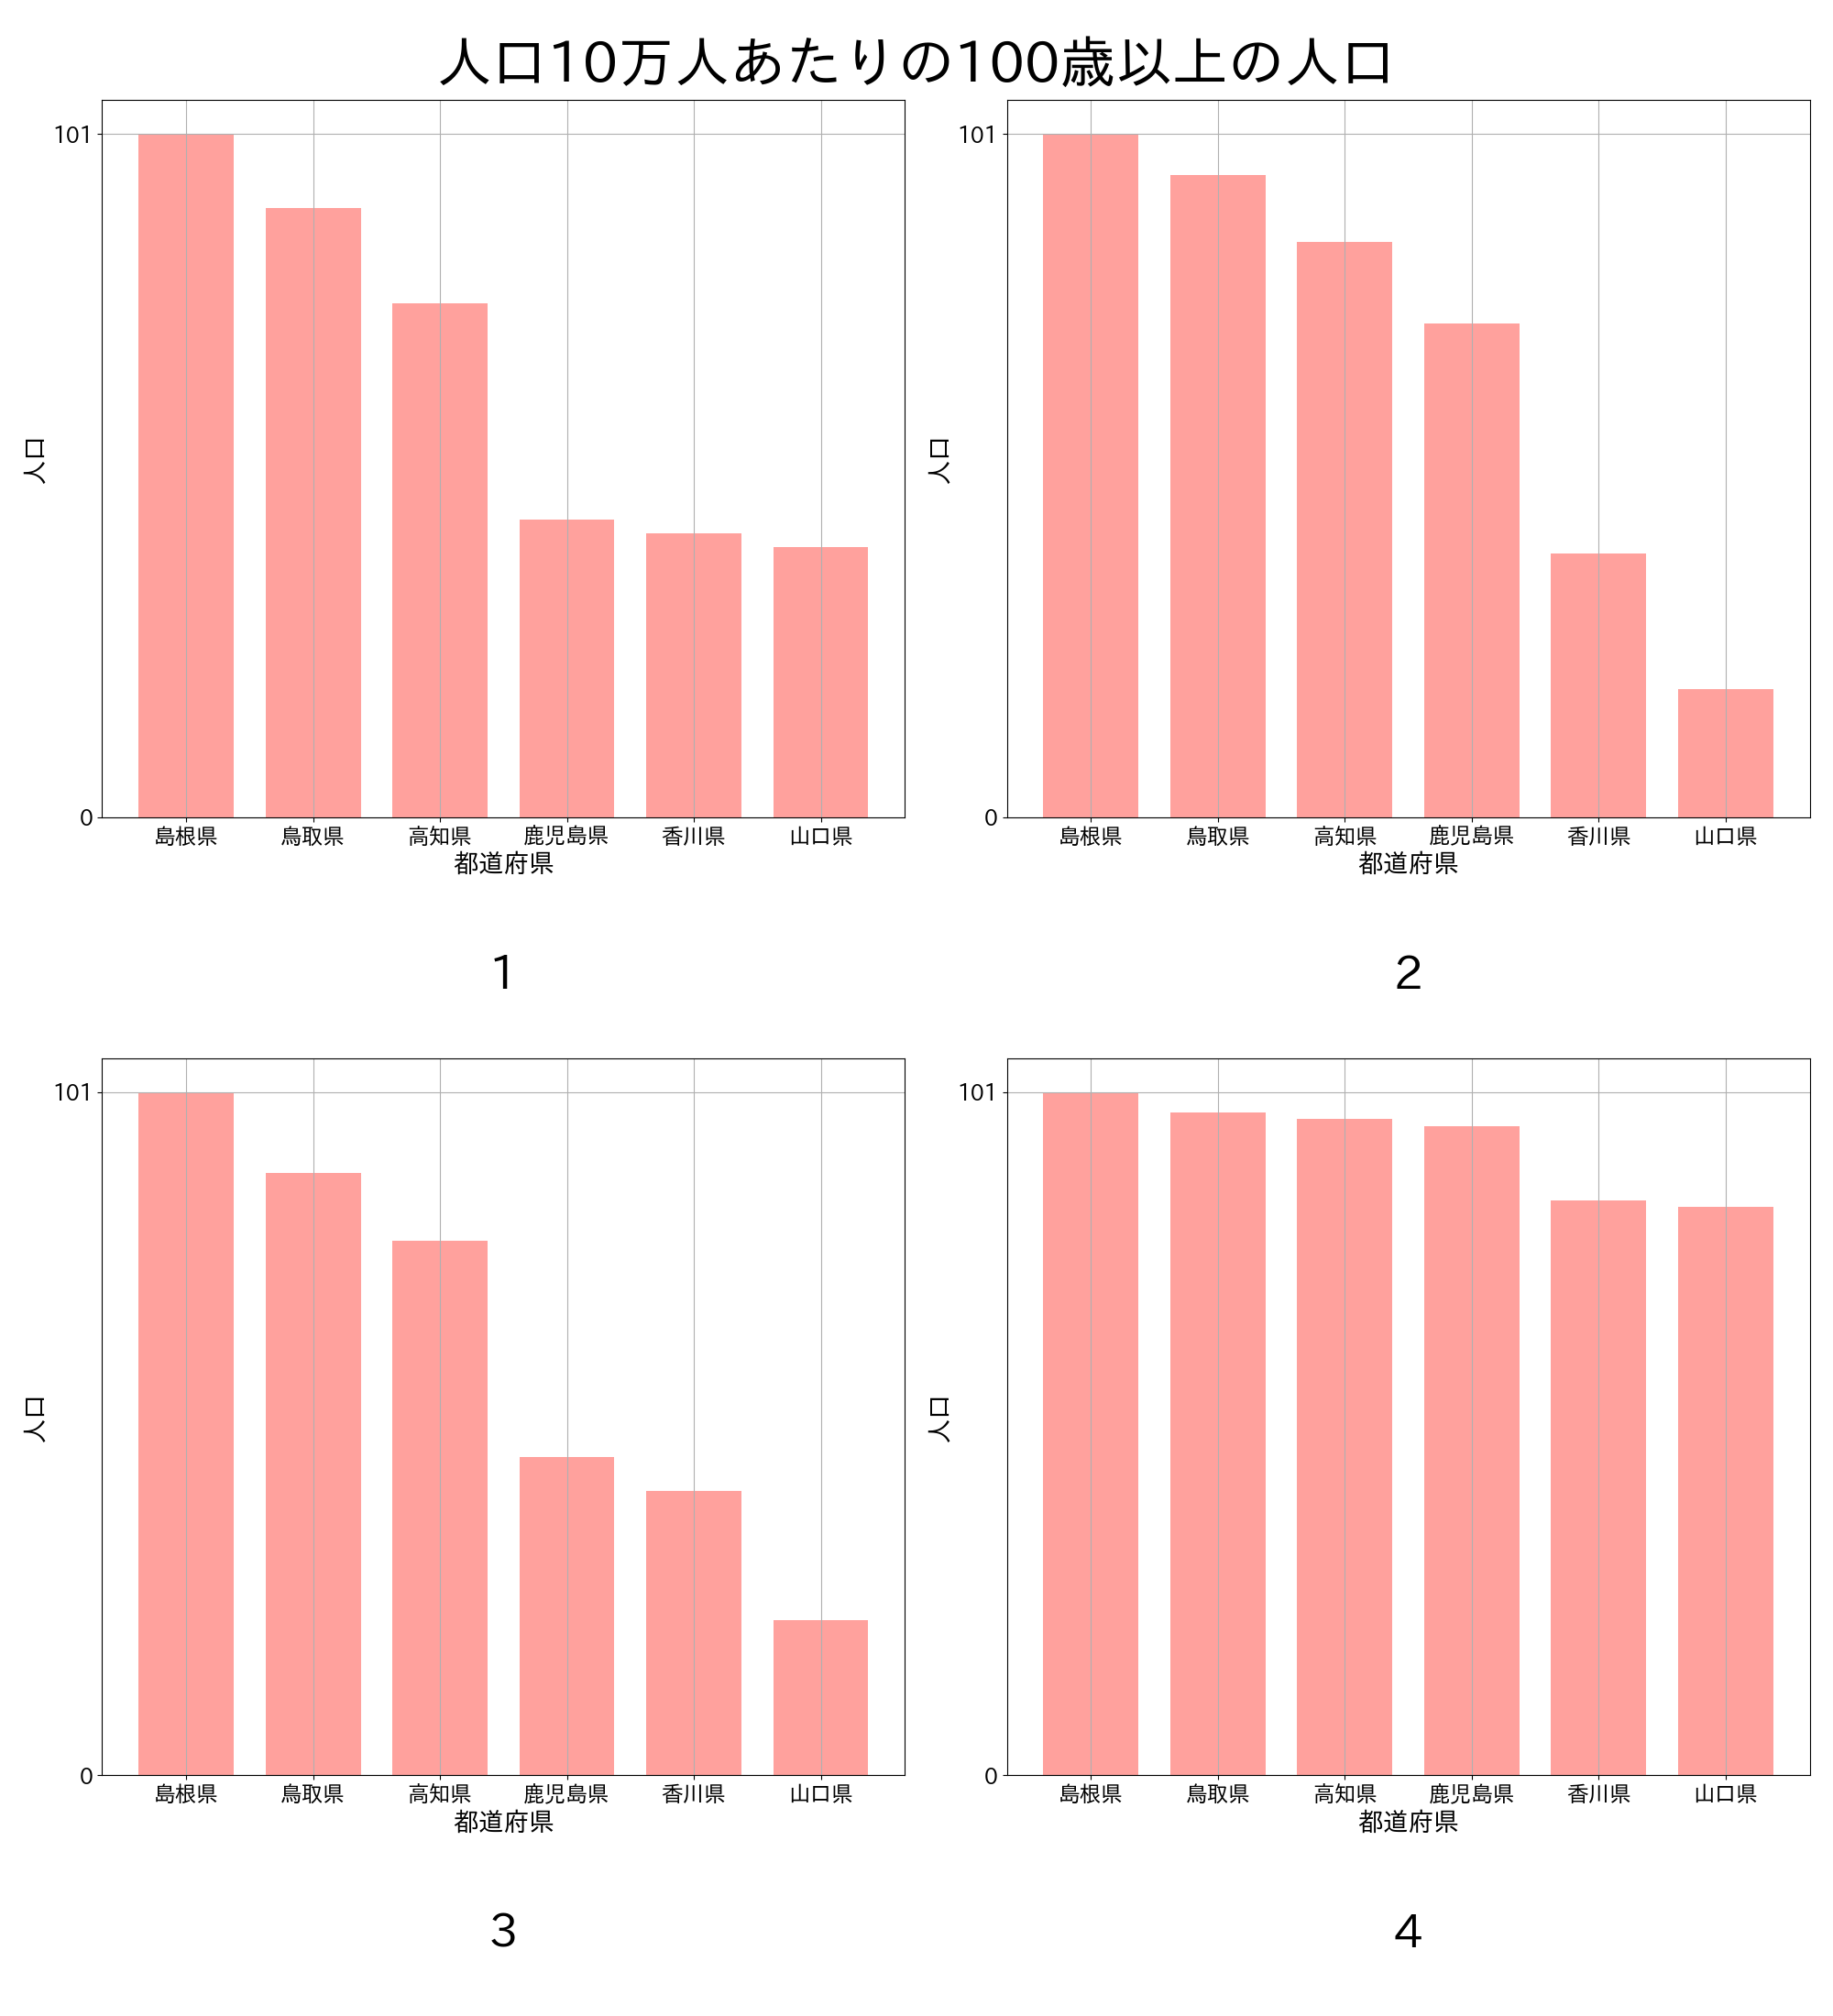 人口10万人あたりの100歳以上の人口
101
0
人口
島根県 鳥取県 高知県 鹿児島県 香川県 山口県
都道府県
1
101
0
人口
島根県 鳥取県 高知県 鹿児島県 香川県 山口県
都道府県
2
101
0
人口
島根県 鳥取県 高知県 鹿児島県 香川県 山口県
都道府県
3
101
0
人口
島根県 鳥取県 高知県 鹿児島県 香川県 山口県
都道府県
4